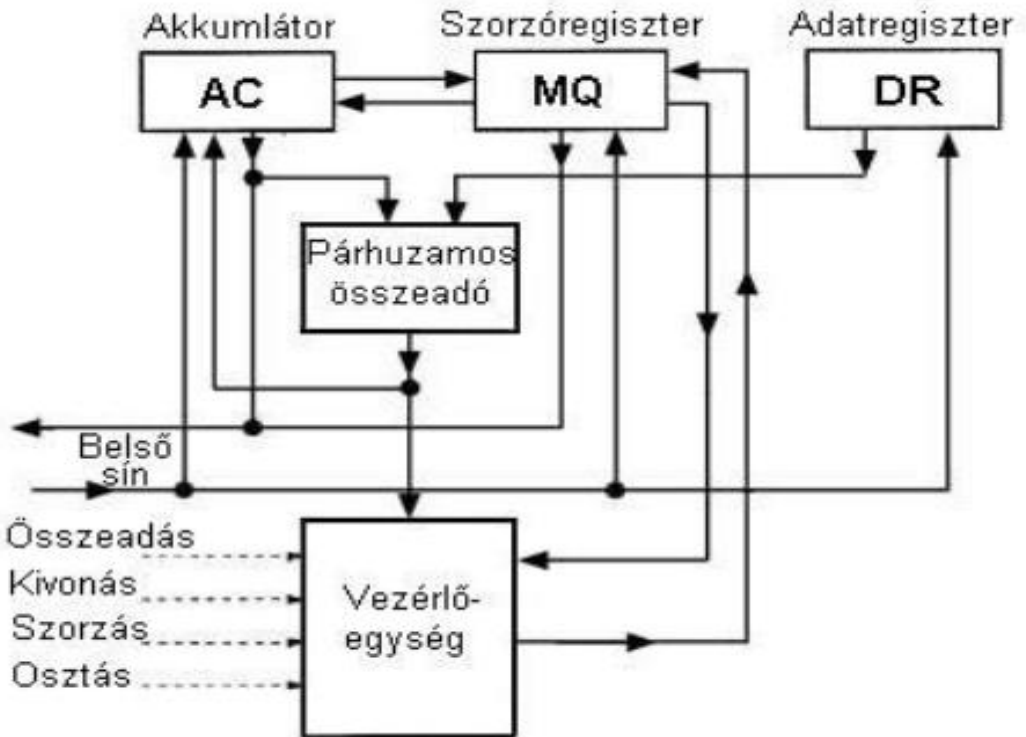 Akkumlátor
Szorzóregiszter
Adatregiszter
AC
MQ
DR
Párhuzamos
összeadó
Belső
sín
Összeadás
Kivonás
Szorzás
Osztás
Vezérlő-
egység